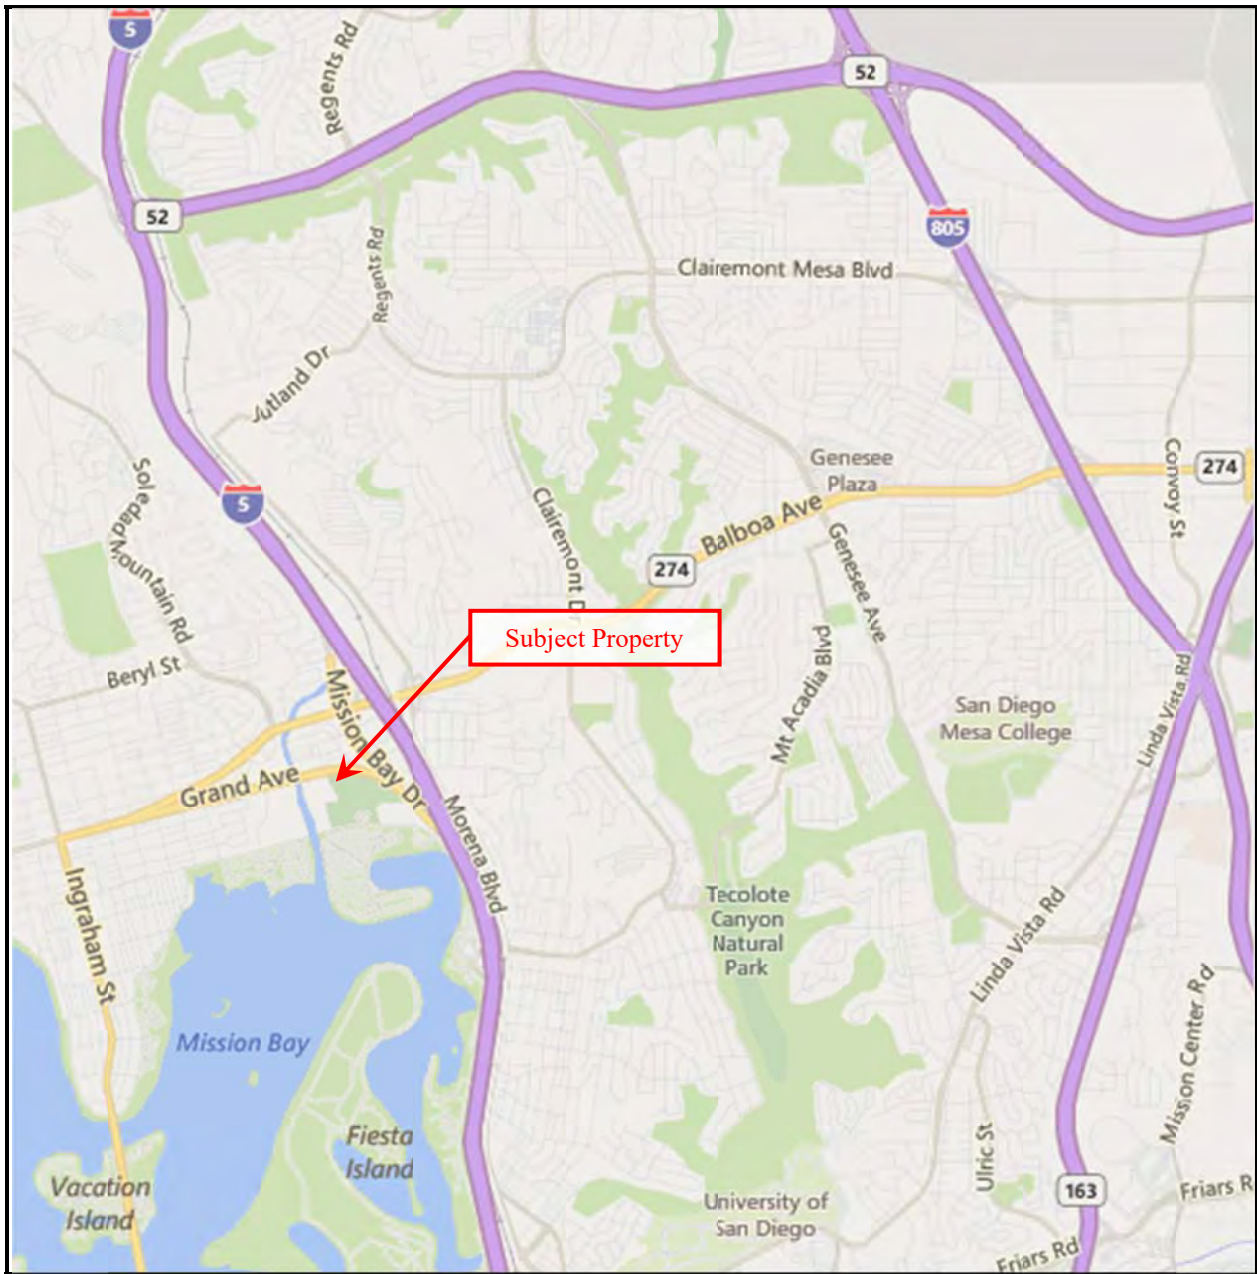 5
Regents Rd
52
52
805
Regents Rd
Clairemont Mesa Blvd
Jutland Dr
Genesee
Plaza
Convoy St
274
Soledad Mountain Rd
5
Clairemont Dr
Balboa Ave
274
Genesee Ave
Subject Property
Beryl St
Mt Acadia Blvd
Linda Vista Rd
Mission Bay Dr
San Diego
Mesa College
Grand Ave
Morena Blvd
Ingraham St
Tecolote
Canyon
Natural
Park
Linda Vista Rd
Mission Center Rd
Mission Bay
Fiesta
Island
Ulric St
Vacation
Island
University of
San Diego
163
Friars R
Friars Rd